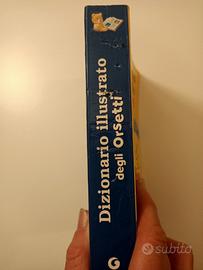 Dizionario illustrato
degli Orsetti
subito